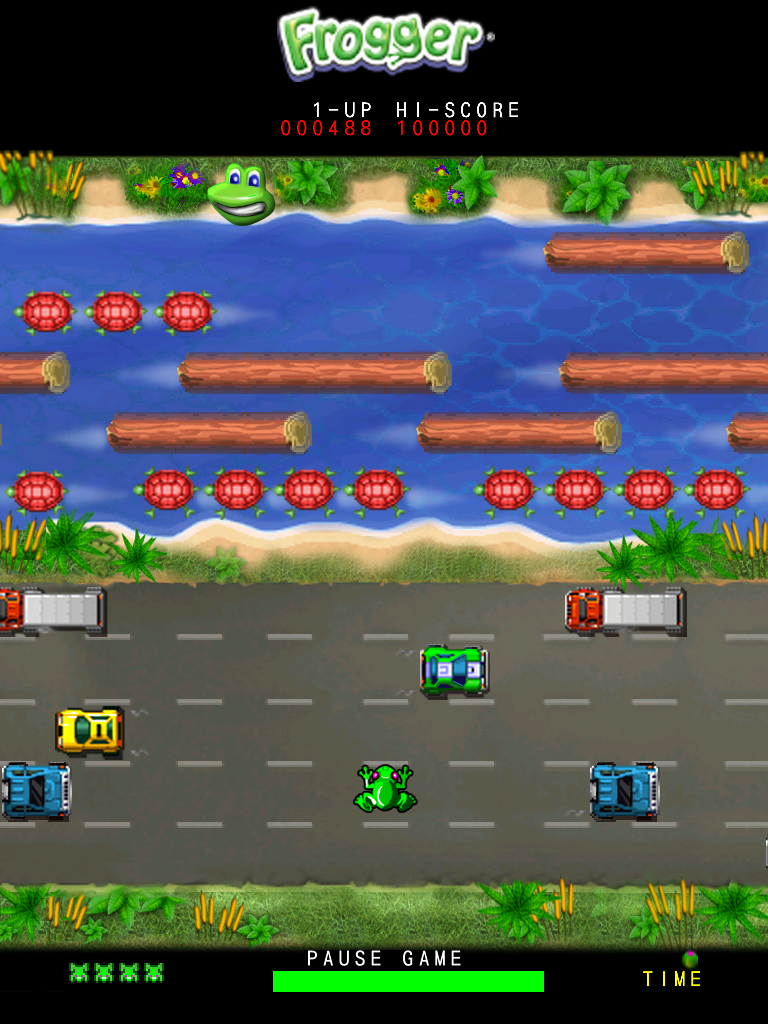 Frogger
1-UP HI-SCORE
000488 100000
PAUSE GAME
TIME